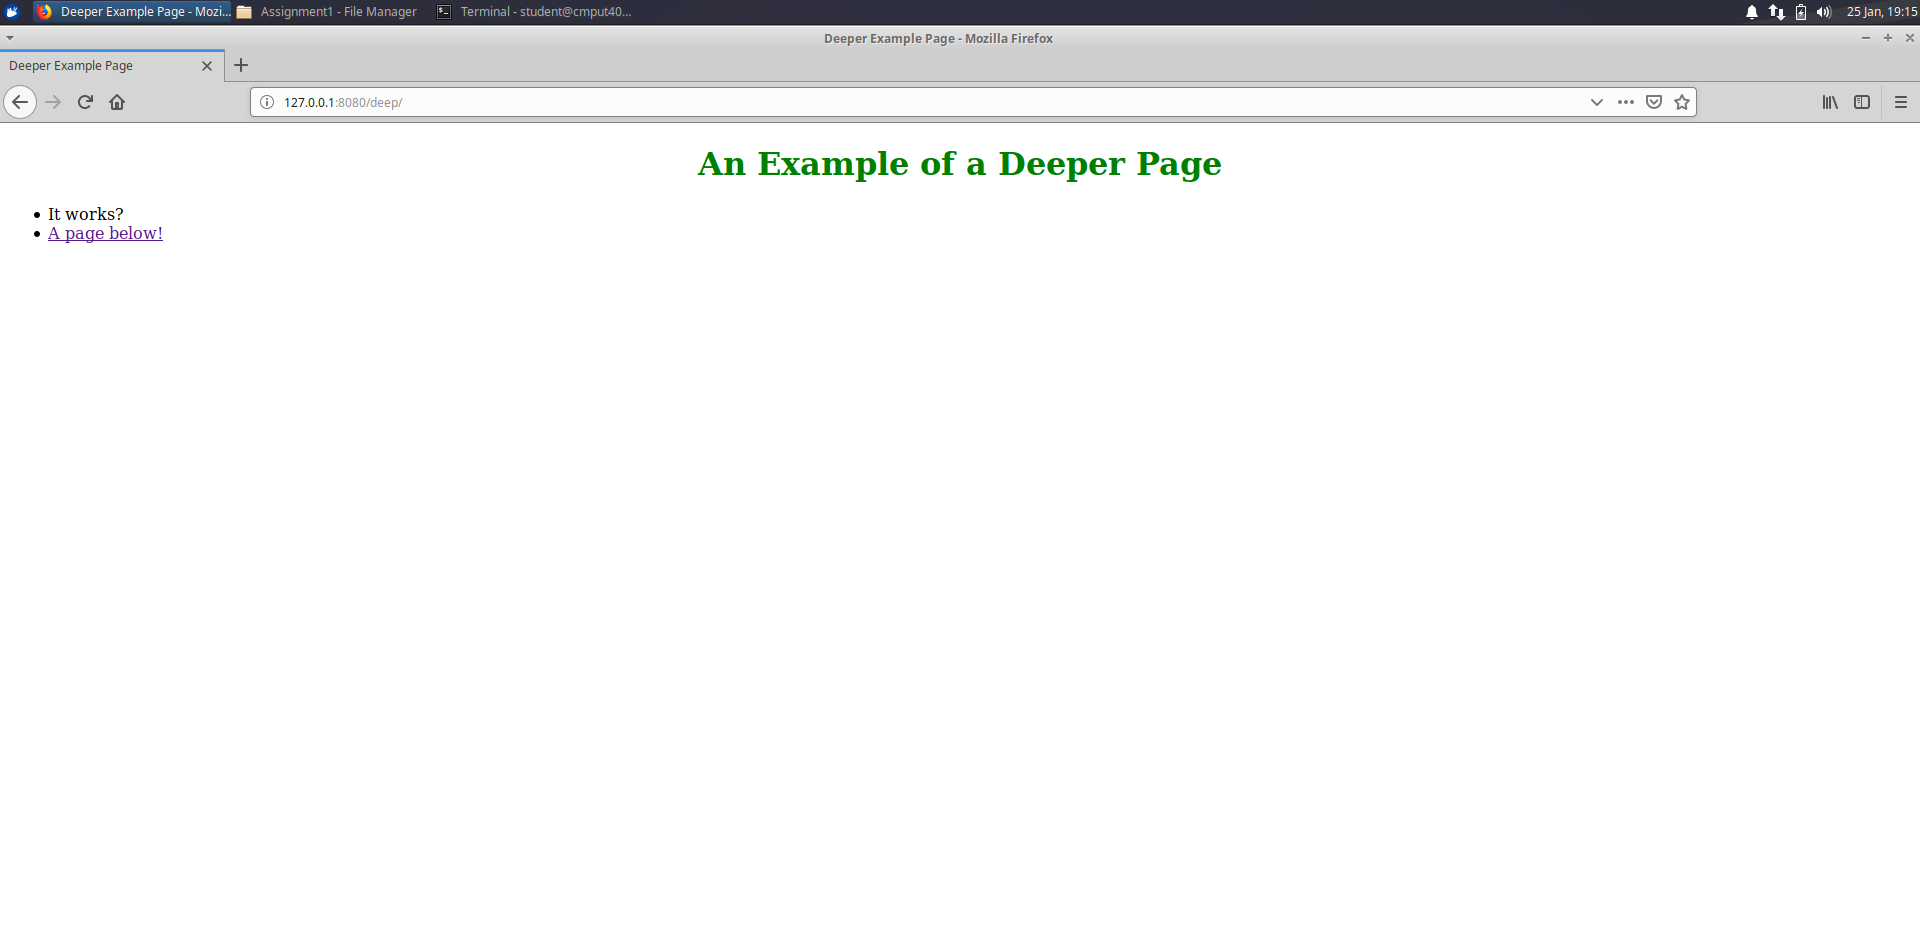 Deeper Example Page - Mozi... Assignment1 - File Manager Terminal - student@cmput40... 25 Jan, 19:15
Deeper Example Page - Mozilla Firefox
Deeper Example Page
127.0.0.1:8080/deep/
An Example of a Deeper Page
It works?
A page below!